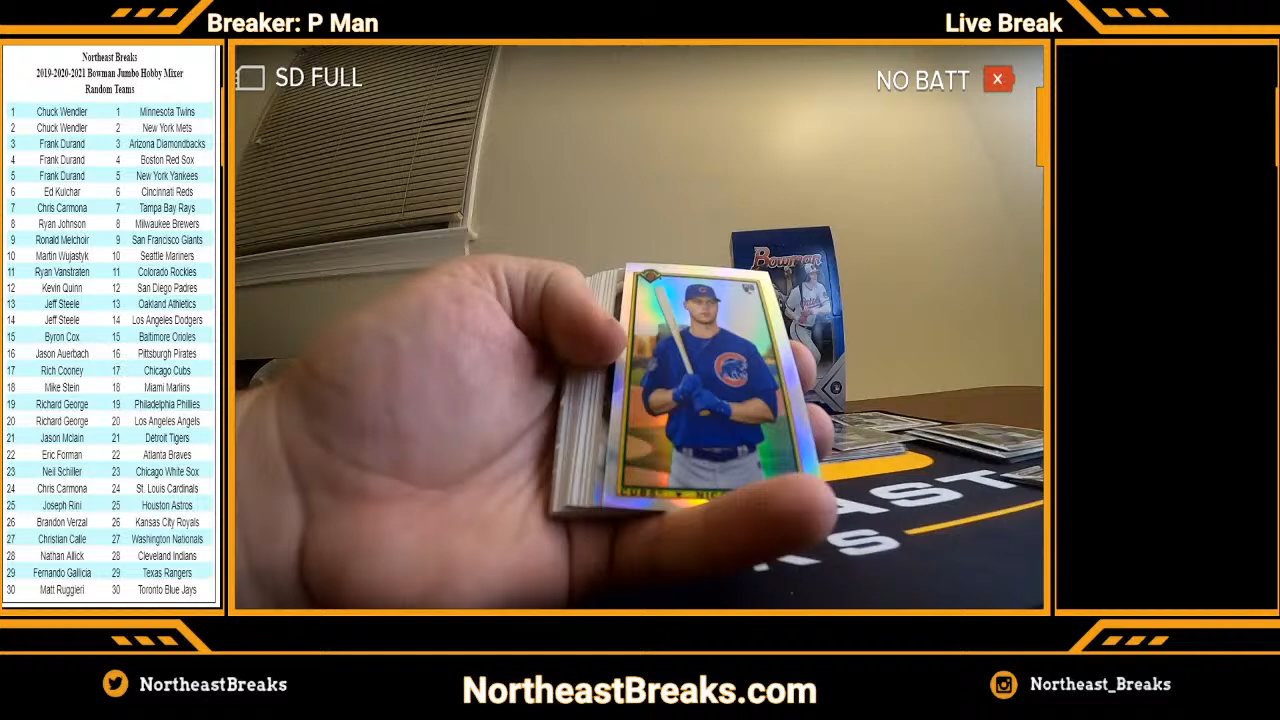 Breaker: P Man
Live Break
Northeast Breaks
2019-2020-2021 Bowman Jumbo Hobby Mixer
Random Teams
1 Chuck Wendler 1 Minnesota Twins
2 Chuck Wendler 2 New York Mets
3 Frank Durand 3 Arizona Diamondbacks
4 Frank Durand 4 Boston Red Sox
5 Frank Durand 5 New York Yankees
6 Ed Kulchar 6 Cincinnati Reds
7 Chris Carmona 7 Tampa Bay Rays
8 Ryan Johnson 8 Milwaukee Brewers
9 Ronald Melchoir 9 San Francisco Giants
10 Martin Wujastyk 10 Seattle Mariners
11 Ryan Vanstraten 11 Colorado Rockies
12 Kevin Quinn 12 San Diego Padres
13 Jeff Steele 13 Oakland Athletics
14 Jeff Steele 14 Los Angeles Dodgers
15 Byron Cox 15 Baltimore Orioles
16 Jason Auerbach 16 Pittsburgh Pirates
17 Rich Cooney 17 Chicago Cubs
18 Mike Stein 18 Miami Marlins
19 Richard George 19 Philadelphia Phillies
20 Richard George 20 Los Angeles Angels
21 Jason Mclain 21 Detroit Tigers
22 Eric Forman 22 Atlanta Braves
23 Neil Schiller 23 Chicago White Sox
24 Chris Carmona 24 St. Louis Cardinals
25 Joseph Rini 25 Houston Astros
26 Brandon Verzal 26 Kansas City Royals
27 Christian Calle 27 Washington Nationals
28 Nathan Allick 28 Cleveland Indians
29 Fernando Gallicia 29 Texas Rangers
30 Matt Ruggieri 30 Toronto Blue Jays
SD FULL
NO BATT
Bowman
CUBS
NortheastBreaks
NortheastBreaks.com
Northeast_Breaks